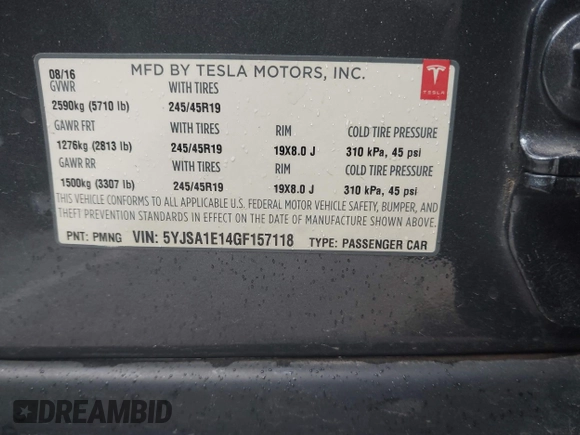 08/16 MFD BY TESLA MOTORS, INC.
TESLA
GVWR WITH TIRES
2590kg (5710 lb) 245/45R19
GAWR FRT WITH TIRES RIM COLD TIRE PRESSURE
1276kg (2813 lb) 245/45R19 19X8.0 J 310 kPa, 45 psi
GAWR RR WITH TIRES RIM COLD TIRE PRESSURE
1500kg (3307 lb) 245/45R19 19X8.0 J 310 kPa, 45 psi
THIS VEHICLE CONFORMS TO ALL APPLICABLE U.S. FEDERAL MOTOR VEHICLE SAFETY, BUMPER, AND
THEFT PREVENTION STANDARDS IN EFFECT ON THE DATE OF MANUFACTURE SHOWN ABOVE.
PNT: PMNG VIN: 5YJSA1E14GF157118 TYPE: PASSENGER CAR
DREAMBID